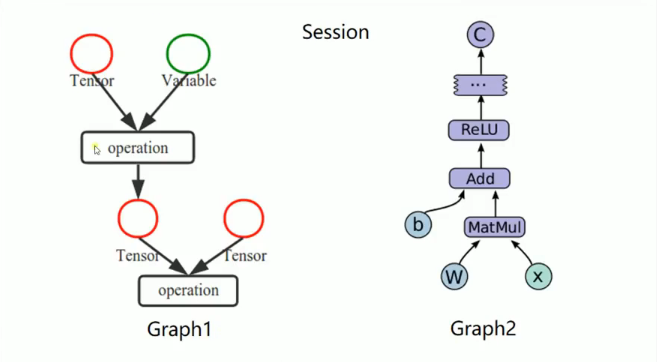 Session
Tensor
Variable
operation
Tensor
Tensor
operation
Graph1
C
...
ReLU
Add
b
MatMul
W
x
Graph2